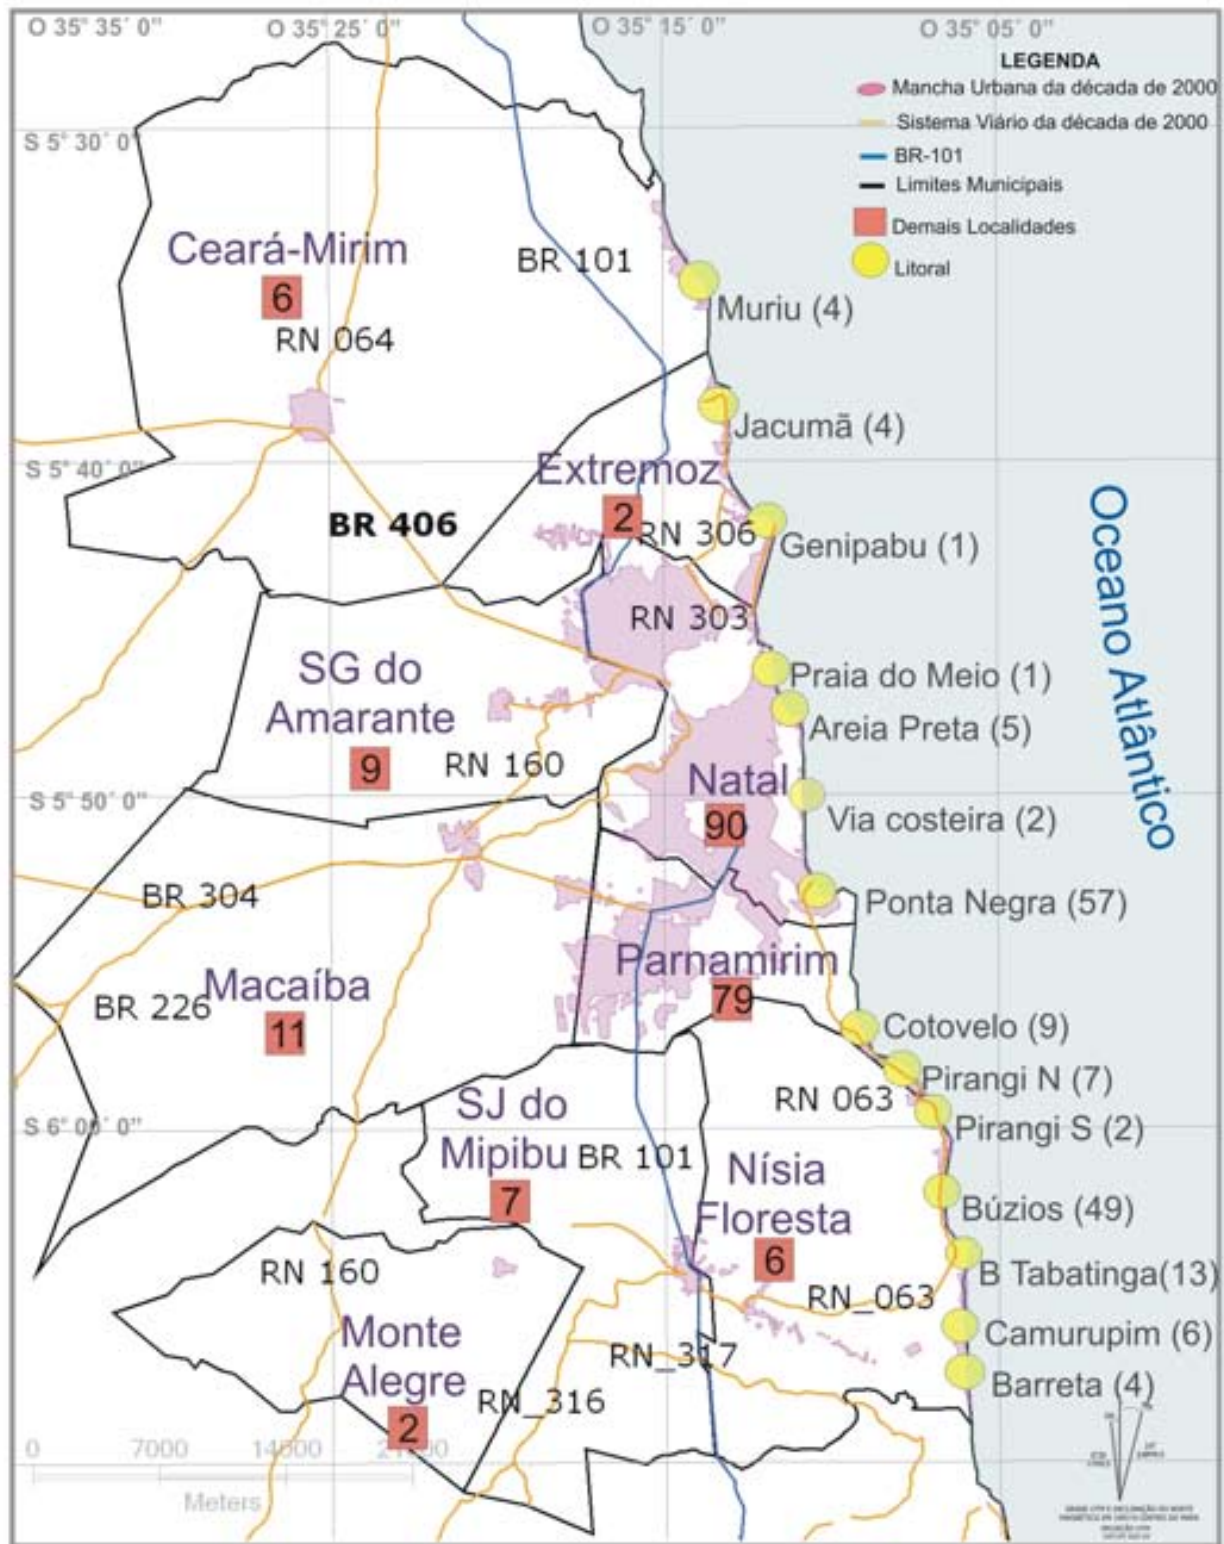 O 35° 35´ 0"
O 35° 25´ 0"
O 35° 15´ 0"
O 35° 05´ 0"
LEGENDA
Mancha Urbana da década de 2000
Sistema Viário da década de 2000
BR-101
Limites Municipais
Demais Localidades
Litoral
S 5° 30´ 0"
Ceará-Mirim
6
RN 064
BR 101
Muriu (4)
Jacumã (4)
S 5° 40´ 0"
Extremoz
2
BR 406
RN 306
Genipabu (1)
Oceano Atlântico
RN 303
SG do
Amarante
9
RN 160
Praia do Meio (1)
Areia Preta (5)
Natal
90
S 5° 50´ 0"
Via costeira (2)
BR 304
Ponta Negra (57)
Parnamirim
79
Macaíba
11
BR 226
Cotovelo (9)
Pirangi N (7)
RN 063
Pirangi S (2)
S 6° 00´ 0"
SJ do
Mipibu
7
BR 101
Nísia
Floresta
6
Búzios (49)
B Tabatinga(13)
RN 160
RN_063
Camurupim (6)
Monte
Alegre
2
RN_317
RN_316
Barreta (4)
0 7000 14000 21000
Meters